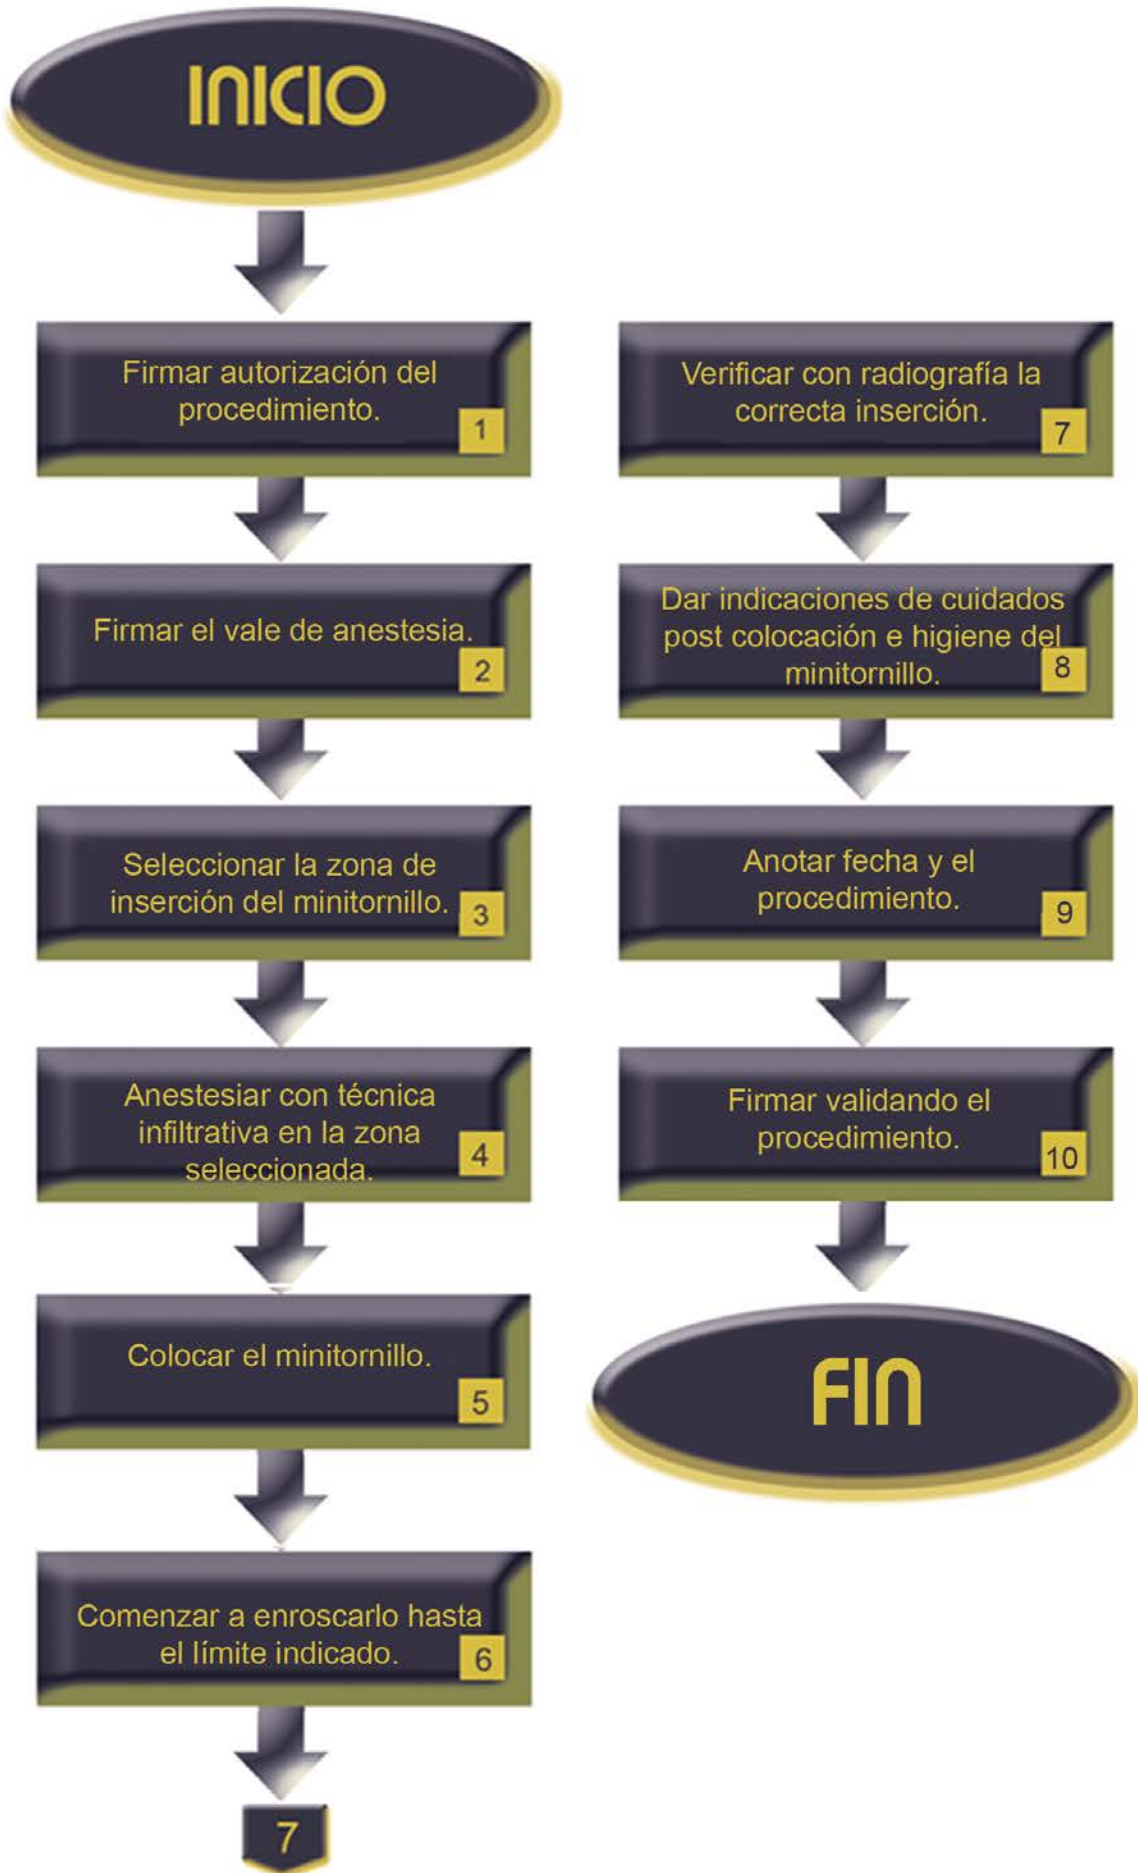 INICIO
Firmar autorización del
procedimiento.
1
Firmar el vale de anestesia.
2
Seleccionar la zona de
inserción del minitornillo.
3
Anestesiar con técnica
infiltrativa en la zona
seleccionada.
4
Colocar el minitornillo.
5
Comenzar a enroscarlo hasta
el límite indicado.
6
7
Verificar con radiografía la
correcta inserción.
7
Dar indicaciones de cuidados
post colocación e higiene del
minitornillo.
8
Anotar fecha y el
procedimiento.
9
Firmar validando el
procedimiento.
10
FIN